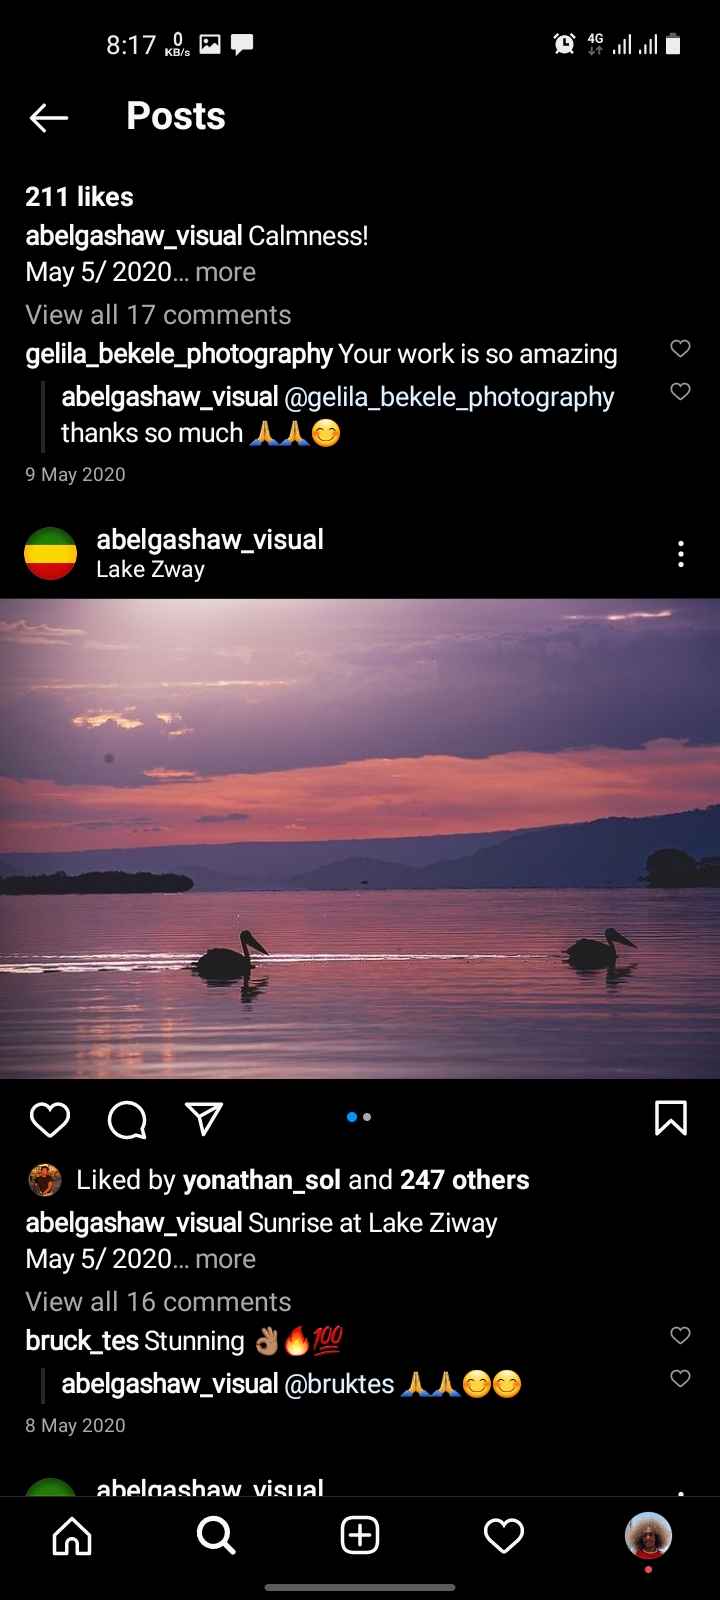 8:17 0 KB/s 4G
Posts
211 likes
abelgashaw_visual Calmness!
May 5/ 2020... more
View all 17 comments
gelila_bekele_photography Your work is so amazing
abelgashaw_visual @gelila_bekele_photography
thanks so much 🙏🙏😊
9 May 2020
abelgashaw_visual
Lake Zway
Liked by yonathan_sol and 247 others
abelgashaw_visual Sunrise at Lake Ziway
May 5/ 2020... more
View all 16 comments
bruck_tes Stunning 👌🏽🔥💯
abelgashaw_visual @bruktes 🙏🙏😊😊
8 May 2020
abelgashaw_visual